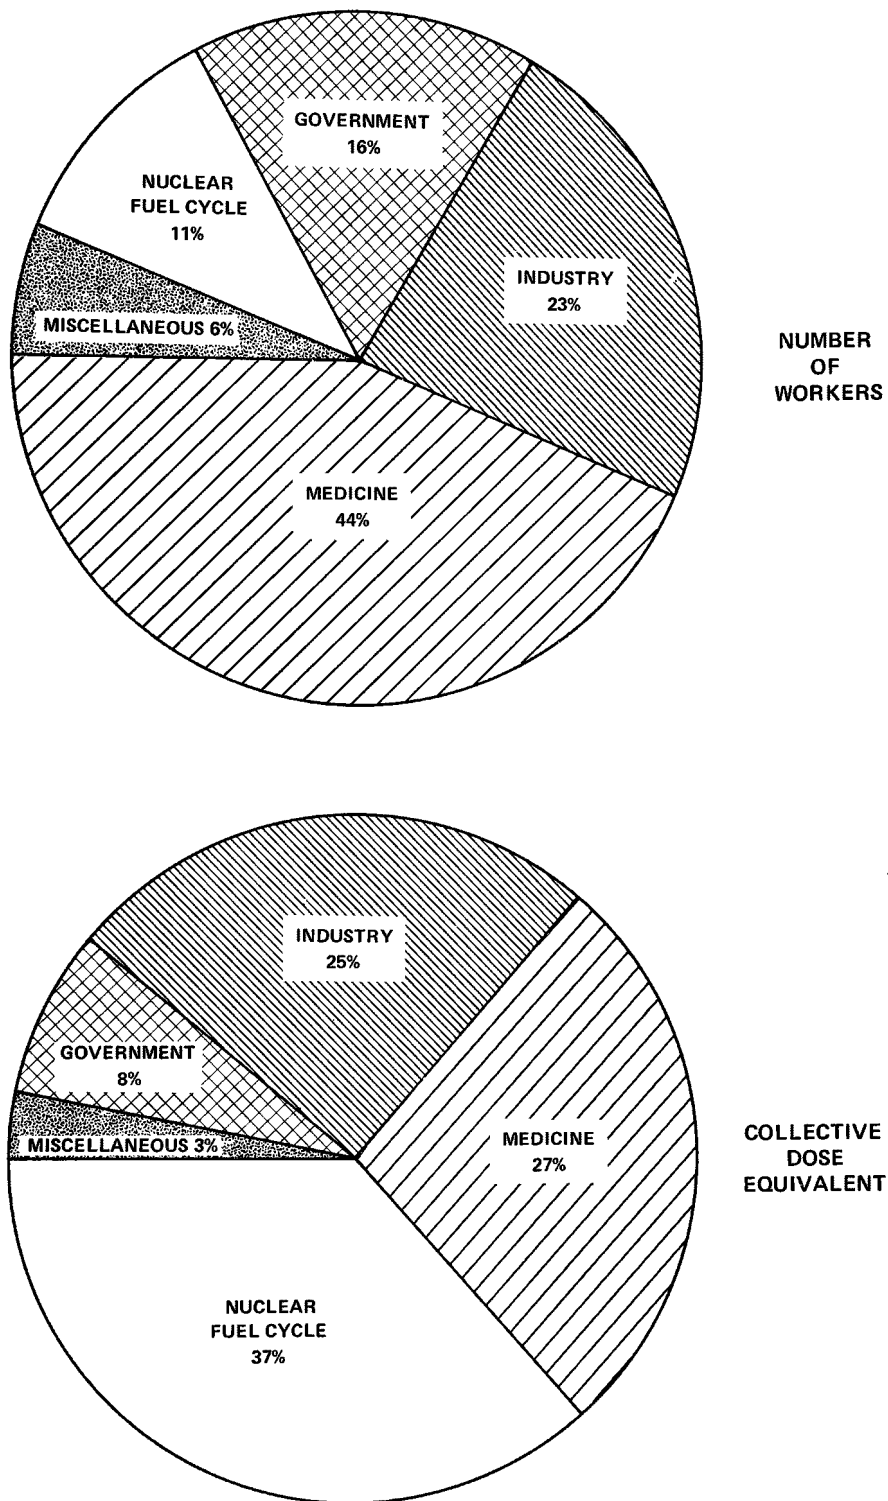 GOVERNMENT
16%
NUCLEAR
FUEL CYCLE
11%
INDUSTRY
23%
MISCELLANEOUS 6%
NUMBER
OF
WORKERS
MEDICINE
44%
INDUSTRY
25%
GOVERNMENT
8%
MISCELLANEOUS 3%
MEDICINE
27%
COLLECTIVE
DOSE
EQUIVALENT
NUCLEAR
FUEL CYCLE
37%